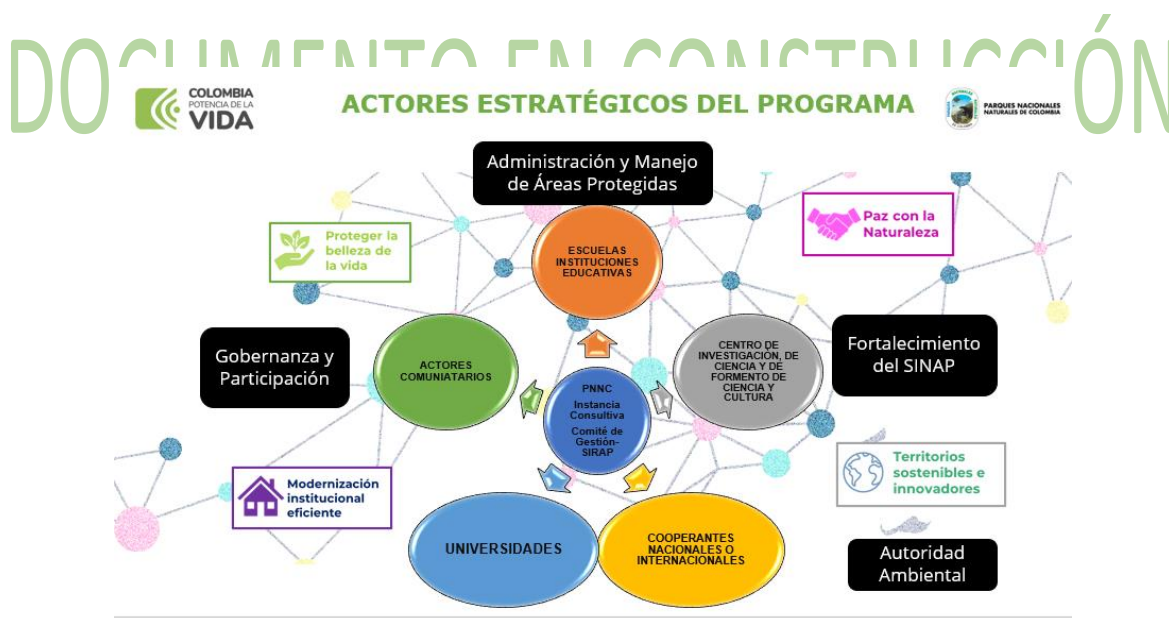 DOCUMENTO EN CONSTRUCCIÓN
COLOMBIA
POTENCIA DE LA
VIDA
ACTORES ESTRATÉGICOS DEL PROGRAMA
PARQUES NACIONALES
NATURALES DE COLOMBIA
Administración y Manejo
de Áreas Protegidas
Proteger la
belleza de
la vida
ESCUELAS
INSTITUCIONES
EDUCATIVAS
Paz con la
Naturaleza
Gobernanza y
Participación
ACTORES
COMUNIATARIOS
CENTRO DE
INVESTIGACIÓN, DE
CIENCIA Y DE
FORMENTO DE
CIENCIA Y
CULTURA
Fortalecimiento
del SINAP
PNNC
Instancia
Consultiva
Comité de
Gestión-
SIRAP
Modernización
institucional
eficiente
Territorios
sostenibles e
innovadores
UNIVERSIDADES
COOPERANTES
NACIONALES O
INTERNACIONALES
Autoridad
Ambiental